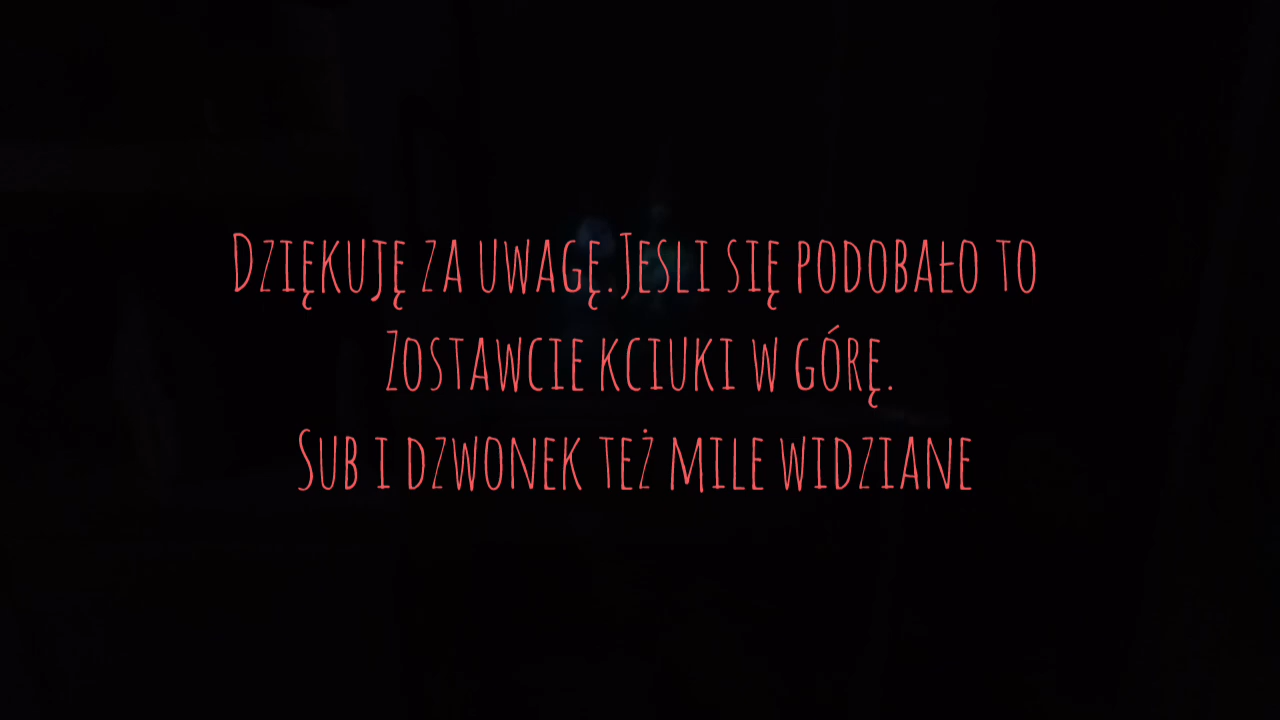 Dziękuję za uwagę.Jesli się podobało to
Zostawcie kciuki w górę.
Sub i dzwonek też mile widziane